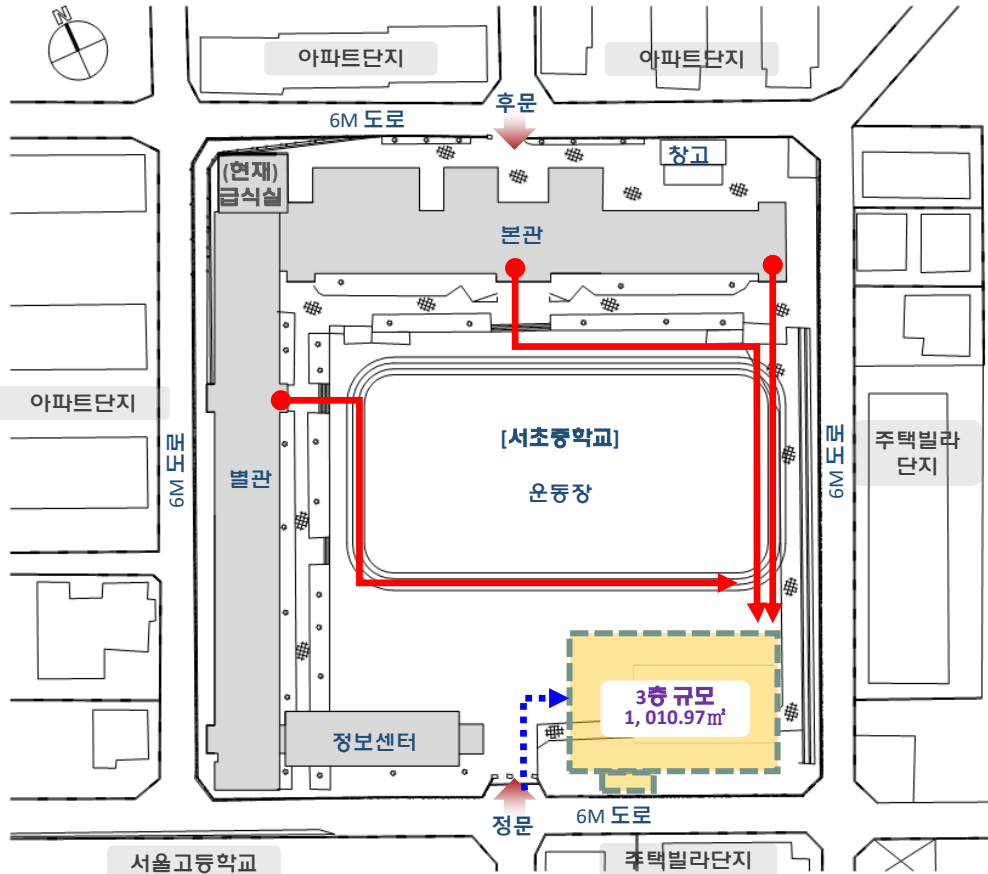 N
아파트단지
아파트단지
후문
6M 도로
창고
(현재)
급식실
본관
아파트단지
[서초중학교]
운동장
주택빌라
단지
6M 도로
6M 도로
별관
3층 규모
1, 010.97㎡
정보센터
정문
6M 도로
서울고등학교
주택빌라단지